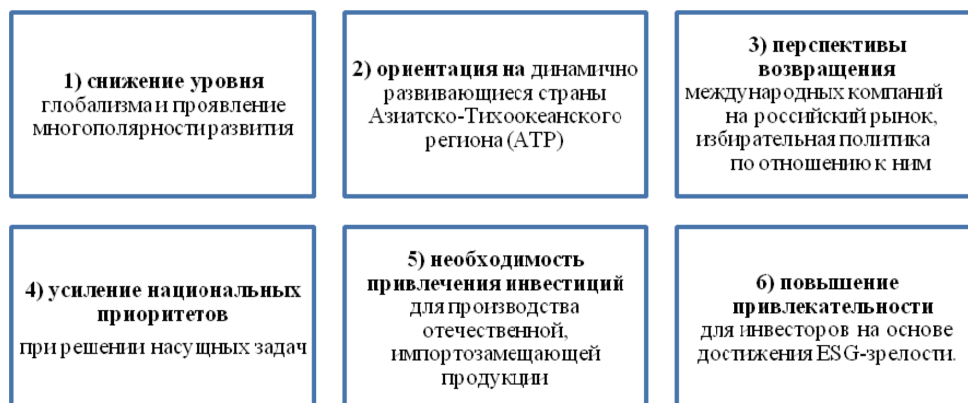 1) снижение уровня
глобализма и проявление
многополярности развития
2) ориентация на динамично
развивающиеся страны
Азиатско-Тихоокеанского
региона (АТР)
3) перспективы
возвращения
международных компаний
на российский рынок,
избирательная политика
по отношению к ним
4) усиление национальных
приоритетов
при решении насущных задач
5) необходимость
привлечения инвестиций
для производства
отечественной,
импортозамещающей
продукции
6) повышение
привлекательности
для инвесторов на основе
достижения ESG-зрелости.